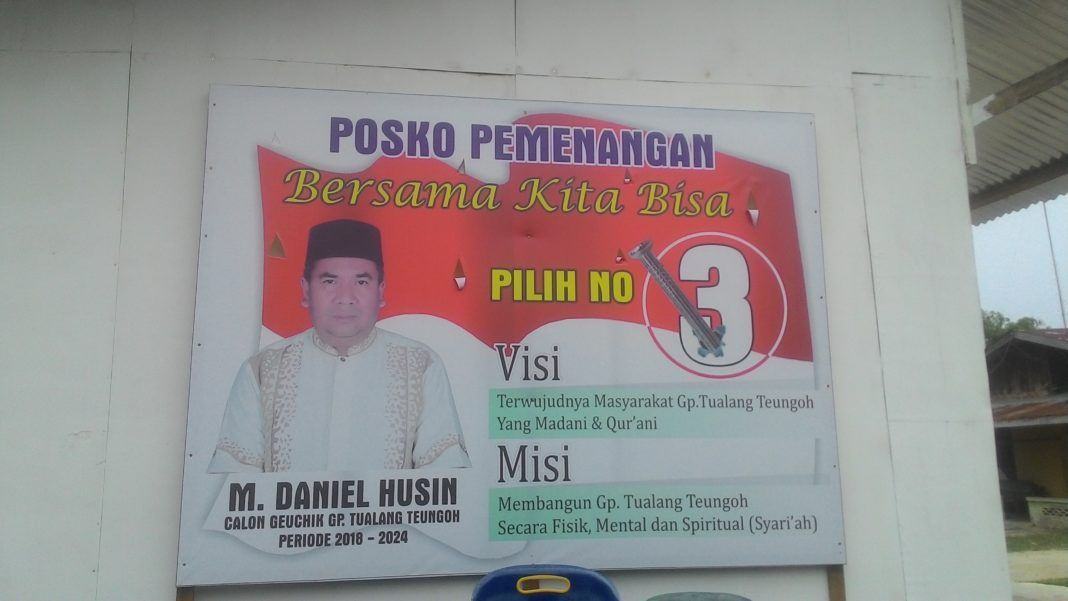 POSKO PEMENANGAN
Bersama Kita Bisa
PILIH NO 3
Visi
Terwujudnya Masyarakat Gp.Tualang Teungoh
Yang Madani & Qur'ani
Misi
Membangun Gp. Tualang Teungoh
Secara Fisik, Mental dan Spiritual (Syari'ah)
M. DANIEL HUSIN
CALON GEUCHIK GP. TUALANG TEUNGOH
PERIODE 2018 - 2024